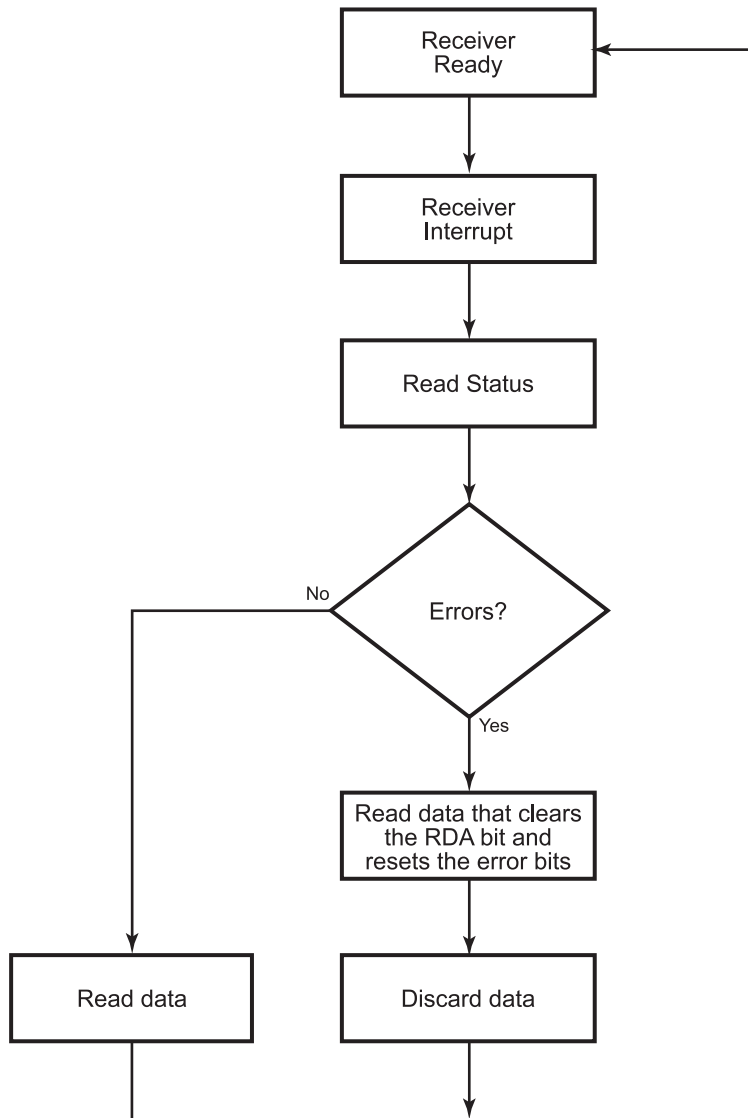 Receiver
Ready
Receiver
Interrupt
Read Status
Errors?
No
Yes
Read data that clears
the RDA bit and
resets the error bits
Read data
Discard data